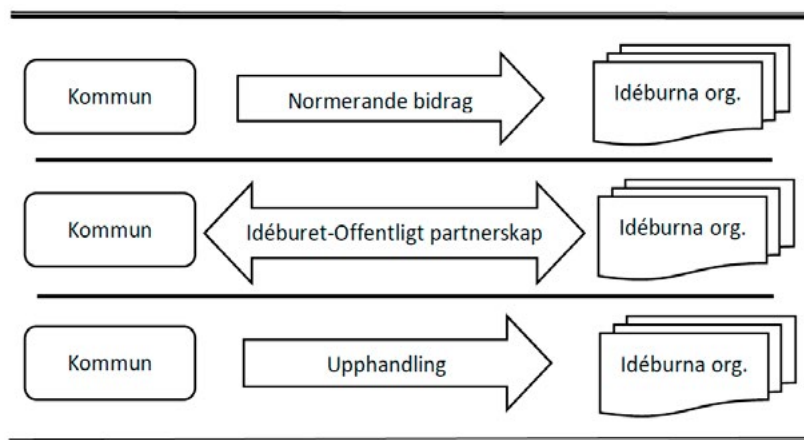 Kommun
Normerande bidrag
Idéburna org.
Kommun
Idéburet-Offentligt partnerskap
Idéburna org.
Kommun
Upphandling
Idéburna org.